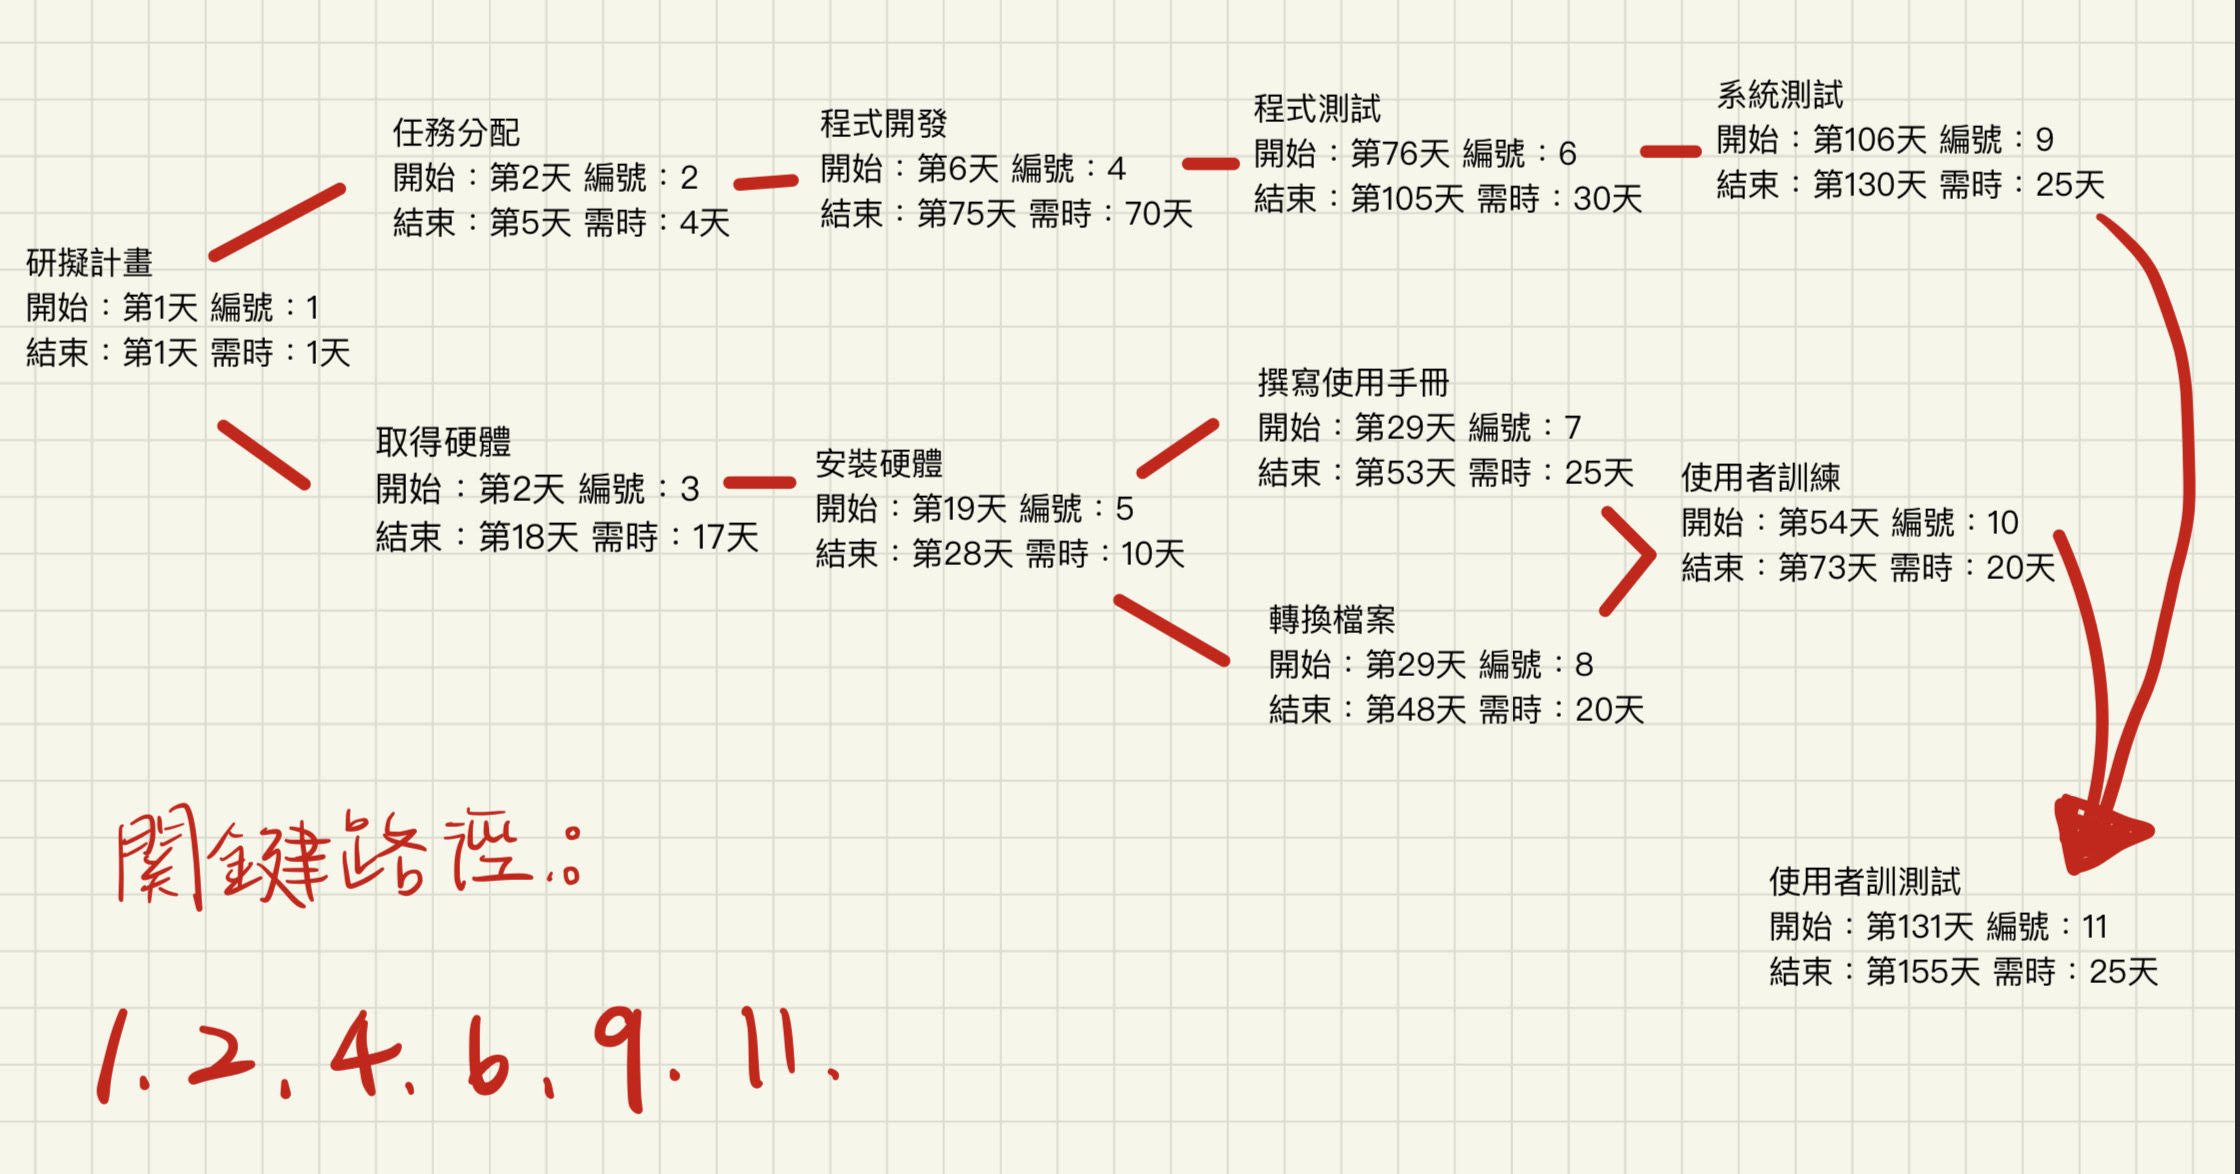 研擬計畫
開始：第1天 編號：1
結束：第1天 需時：1天
任務分配
開始：第2天 編號：2
結束：第5天 需時：4天
程式開發
開始：第6天 編號：4
結束：第75天 需時：70天
程式測試
開始：第76天 編號：6
結束：第105天 需時：30天
系統測試
開始：第106天 編號：9
結束：第130天 需時：25天
取得硬體
開始：第2天 編號：3
結束：第18天 需時：17天
安裝硬體
開始：第19天 編號：5
結束：第28天 需時：10天
撰寫使用手冊
開始：第29天 編號：7
結束：第53天 需時：25天
轉換檔案
開始：第29天 編號：8
結束：第48天 需時：20天
使用者訓練
開始：第54天 編號：10
結束：第73天 需時：20天
使用者訓測試
開始：第131天 編號：11
結束：第155天 需時：25天
關鍵路逕：
1、2、4、6、9、11、